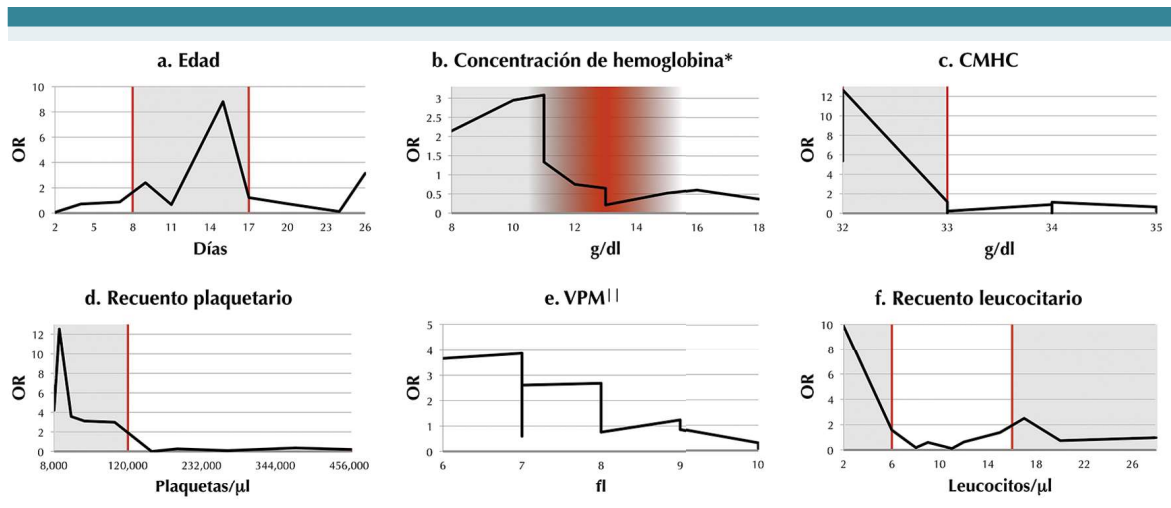 a. Edad
b. Concentración de hemoglobina*
c. CMHC
10
8
6
4
2
0
OR
2 5 8 11 14 17 20 23 26
Días
3
2.5
2
1.5
1
0.5
0
OR
8 10 12 14 16 18
g/dl
12
10
8
6
4
2
0
OR
32 33 34 35
g/dl
d. Recuento plaquetario
e. VPM||
f. Recuento leucocitario
12
10
8
6
4
2
0
OR
8,000 120,000 232,000 344,000 456,000
Plaquetas/µl
5
4
3
2
1
0
OR
6 7 8 9 10
fl
10
8
6
4
2
0
OR
2 6 10 14 18 22 26
Leucocitos/µl